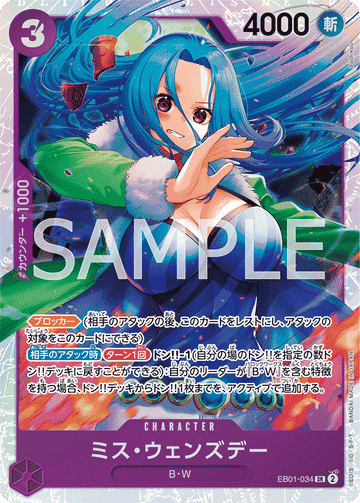 3
4000
斬
カウンター +1000
SAMPLE
ブロッカー (相手のアタックの後、このカードをレストにし、アタックの
対象をこのカードにできる)
相手のアタック時 ターン1回 ドン!!-1(自分の場のドン!!を指定の数ド
ン!!デッキに戻すことができる):自分のリーダーが『B・W』を含む特徴
を持つ場合、ドン!!デッキからドン!!1枚までを、アクティブで追加する。
CHARACTER
ミス・ウェンズデー
B・W
EB01-034 SR 2